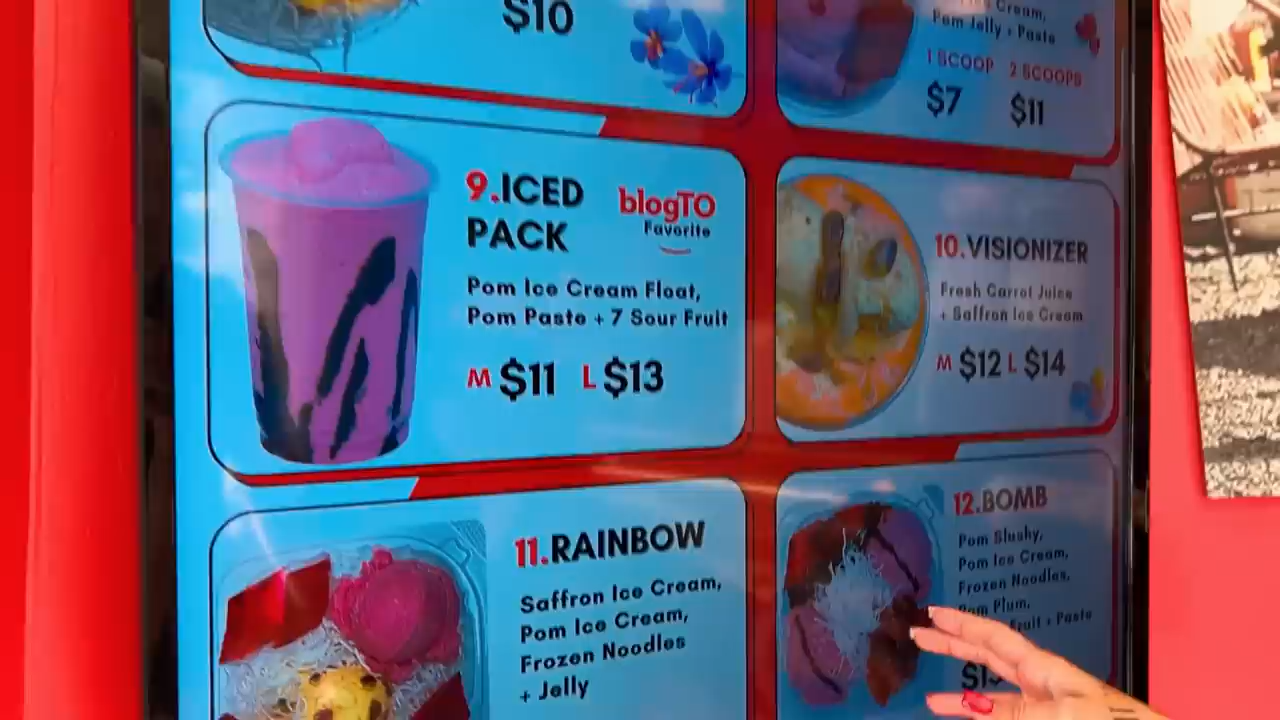 $10
Cream,
Pom Jelly + Paste
1 SCOOP 2 SCOOPS
$7 $11
9.ICED
PACK
blogTO
Favorite
Pom Ice Cream Float,
Pom Paste + 7 Sour Fruit
M $11 L $13
10.VISIONIZER
Fresh Carrot Juice
+ Saffron Ice Cream
M $12 L $14
11.RAINBOW
Saffron Ice Cream,
Pom Ice Cream,
Frozen Noodles
+ Jelly
12.BOMB
Pom Slushy,
Pom Ice Cream,
Frozen Noodles,
Pom Plum,
Fruit + Paste